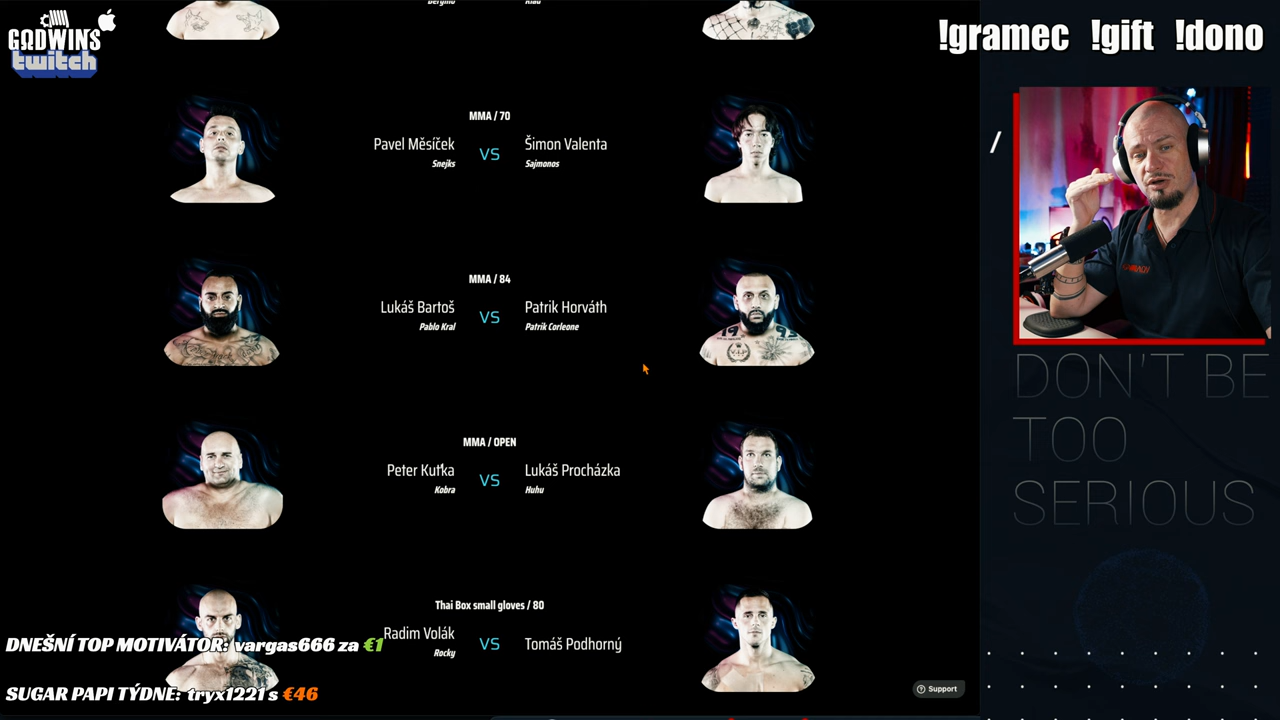 GODWINS
twitch
!gramec !gift !dono
MMA / 70
Pavel Měsíček
Snejks
VS
Šimon Valenta
Sajmonos
MMA / 84
Lukáš Bartoš
Pablo Kral
VS
Patrik Horváth
Patrik Corleone
MMA / OPEN
Peter Kuťka
Kobra
VS
Lukáš Procházka
Huhu
Thai Box small gloves / 80
Radim Volák
Rocky
VS
Tomáš Podhorný
DNEŠNÍ TOP MOTIVÁTOR: vargas666 za €1
SUGAR PAPI TÝDNE: tryx1221 s €46
Support
/
DON'T BE
TOO
SERIOUS